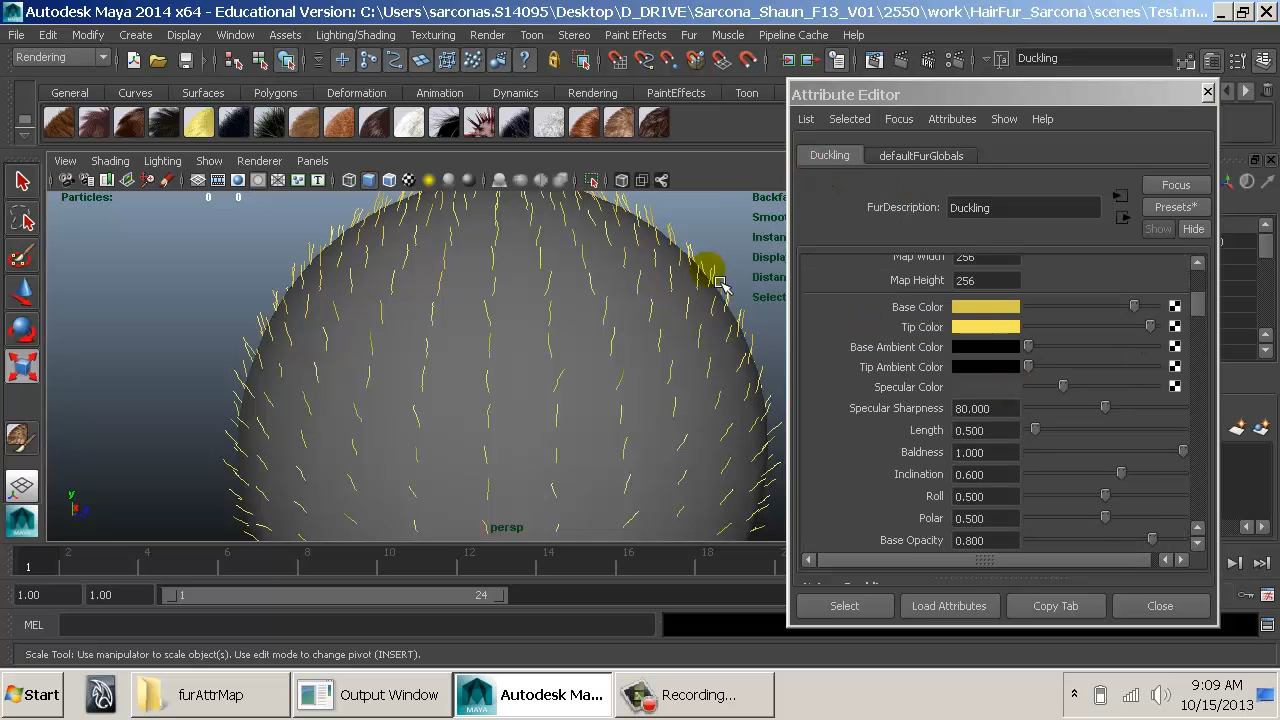 Autodesk Maya 2014 x64 - Educational Version: C:\Users\sarconas.S14095\Desktop\D_DRIVE\Sarcona_Shaun_F13_V01\2550\work\HairFur_Sarcona\scenes\Test.m...
File Edit Modify Create Display Window Assets Lighting/Shading Texturing Render Toon Stereo Paint Effects Fur Muscle Pipeline Cache Help
Rendering
Duckling
General Curves Surfaces Polygons Deformation Animation Dynamics Rendering PaintEffects Toon
Attribute Editor
List Selected Focus Attributes Show Help
View Shading Lighting Show Renderer Panels
Duckling defaultFurGlobals
Particles: 0 0
Focus
FurDescription: Duckling
Presets*
Show Hide
Backfa
Smoo
Instan
Displa
Distan
Selec
persp
y
Map Width 256
Map Height 256
Base Color
Tip Color
Base Ambient Color
Tip Ambient Color
Specular Color
Specular Sharpness 80.000
Length 0.500
Baldness 1.000
Inclination 0.600
Roll 0.500
Polar 0.500
Base Opacity 0.800
Select Load Attributes Copy Tab Close
2 4 6 8 10 12 14 16 18
1
1.00 1.00 1 24
MEL
Scale Tool: Use manipulator to scale object(s). Use edit mode to change pivot (INSERT).
Start furAttrMap Output Window Autodesk Ma... Recording...
9:09 AM
10/15/2013